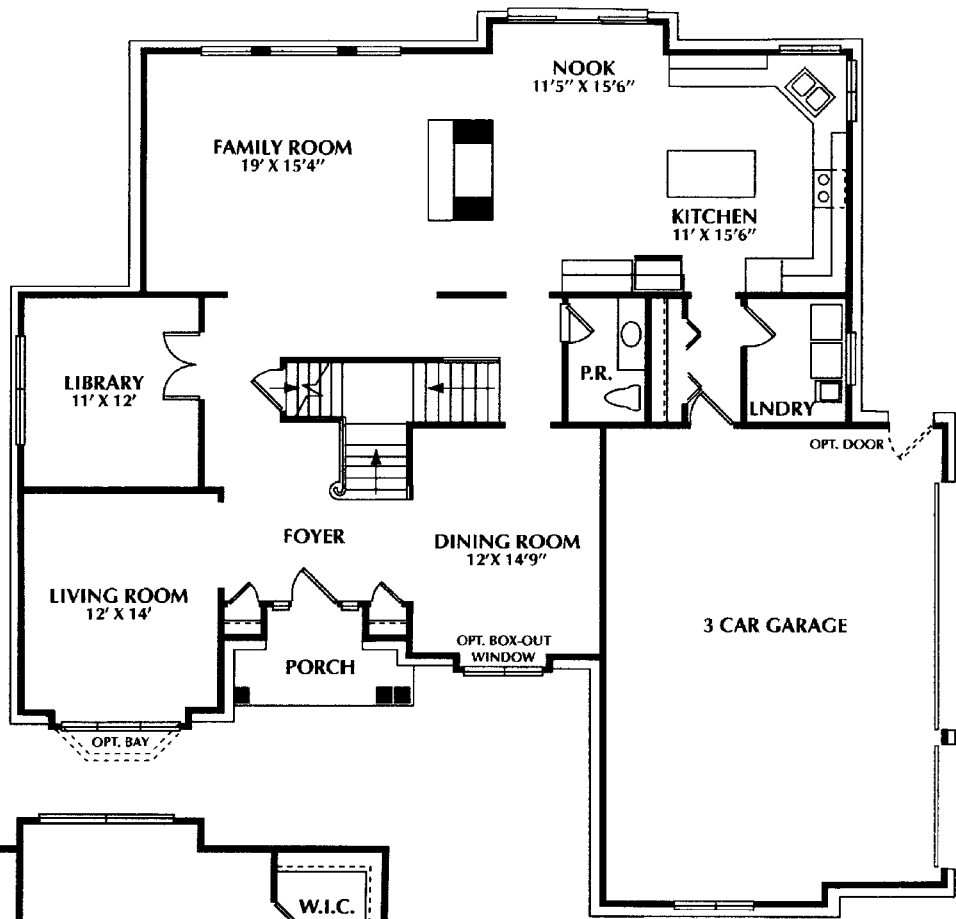 NOOK
11'5" X 15'6"
FAMILY ROOM
19' X 15'4"
KITCHEN
11' X 15'6"
LIBRARY
11' X 12'
P.R.
LNDRY
OPT. DOOR
FOYER
DINING ROOM
12'X 14'9"
LIVING ROOM
12' X 14'
3 CAR GARAGE
OPT. BOX-OUT
WINDOW
PORCH
OPT. BAY
W.I.C.